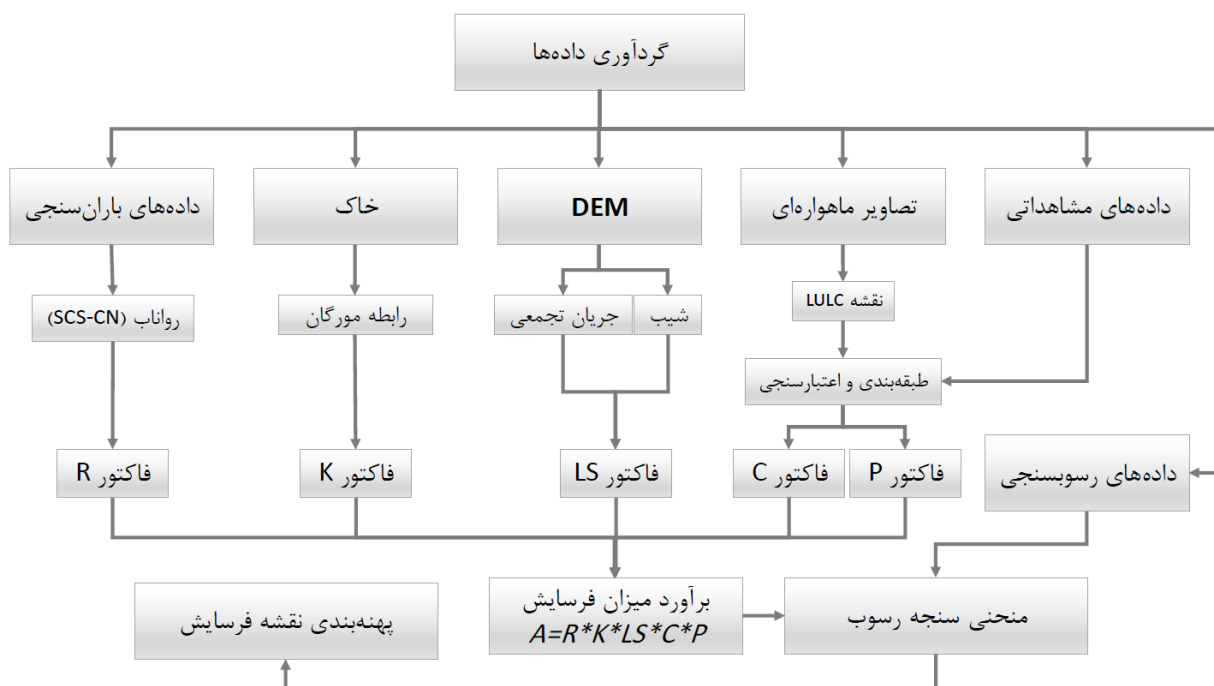 گردآوری داده‌ها
داده‌های باران‌سنجی
خاک
DEM
تصاویر ماهواره‌ای
داده‌های مشاهداتی
رواناب (SCS-CN)
رابطه مورگان
جریان تجمعی
شیب
نقشه LULC
طبقه‌بندی و اعتبارسنجی
فاکتور R
فاکتور K
فاکتور LS
فاکتور C
فاکتور P
داده‌های رسوبسنجی
پهنه‌بندی نقشه فرسایش
برآورد میزان فرسایش
A=R*K*LS*C*P
منحنی سنجه رسوب